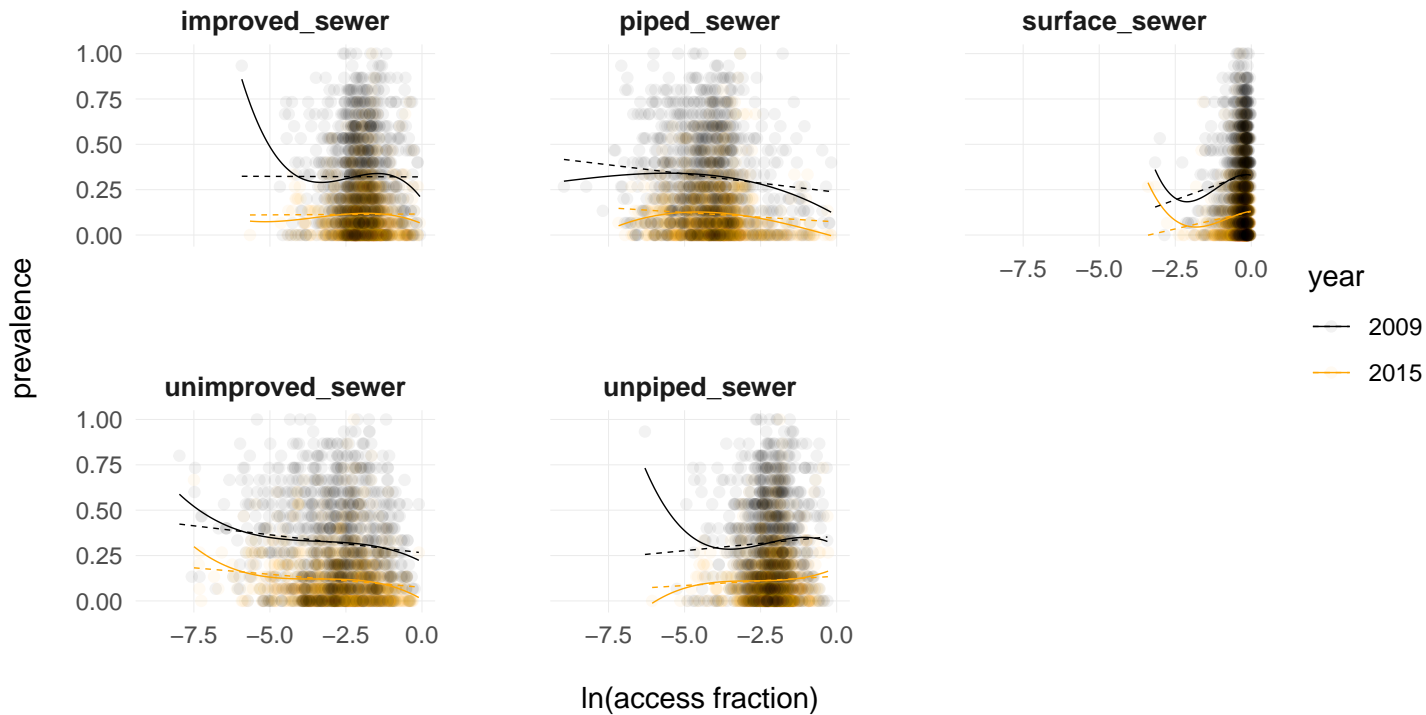 improved_sewer piped_sewer surface_sewer
1.00
0.75
0.50
0.25
0.00
−7.5 −5.0 −2.5 0.0
prevalence
year
2009
2015
unimproved_sewer unpiped_sewer
1.00
0.75
0.50
0.25
0.00
−7.5 −5.0 −2.5 0.0 −7.5 −5.0 −2.5 0.0
ln(access fraction)